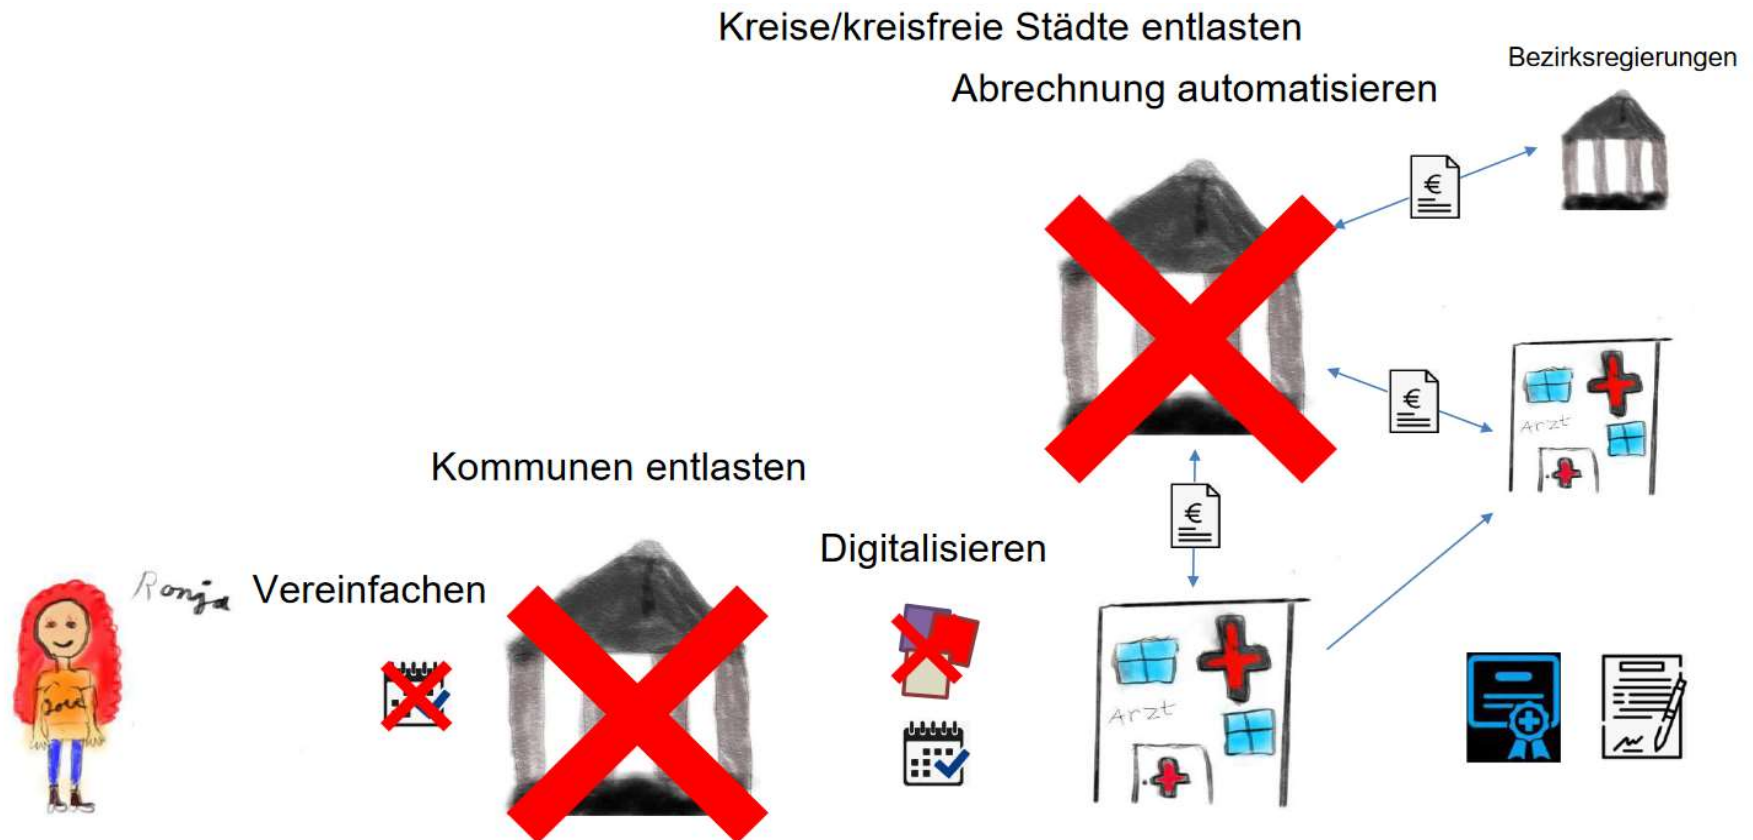 Kreise/kreisfreie Städte entlasten
Bezirksregierungen
Abrechnung automatisieren
€
€
Arzt
Kommunen entlasten
€
Digitalisieren
Ronja
Vereinfachen
Arzt